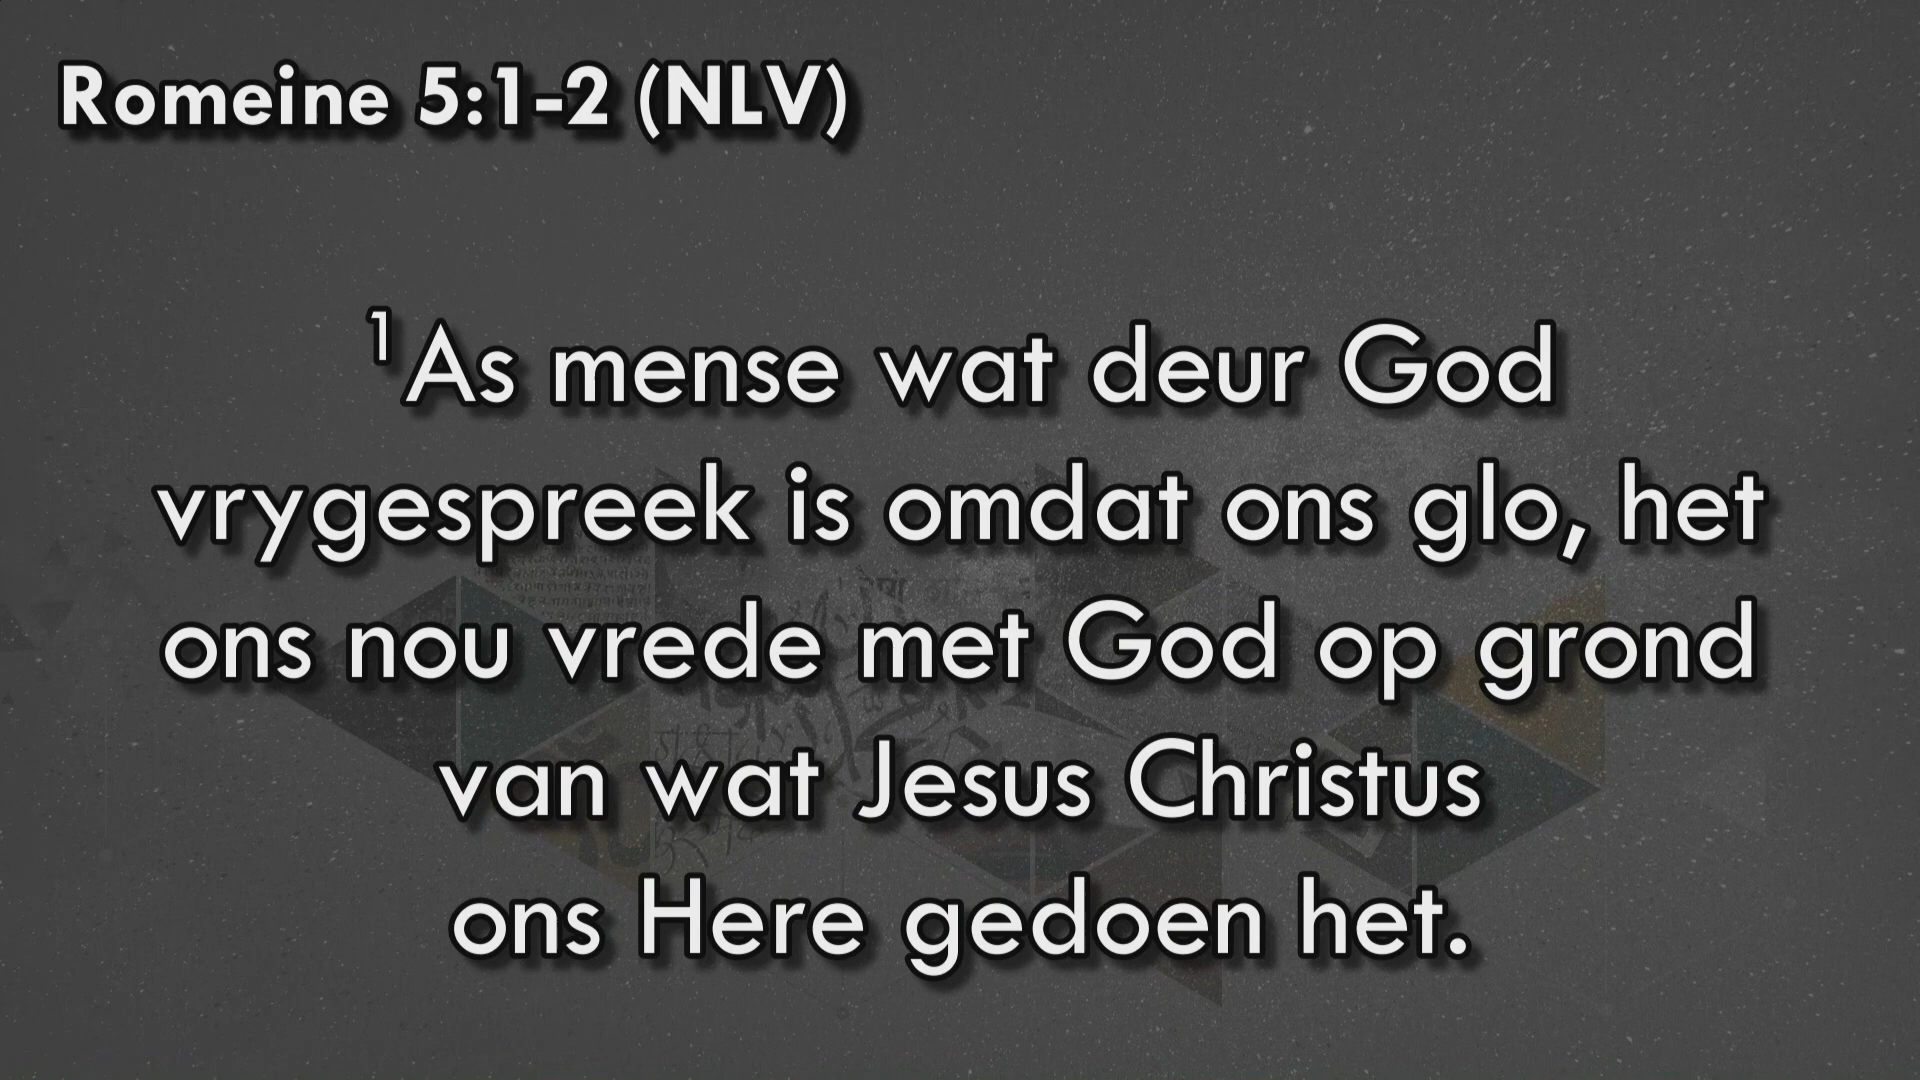 Romeine 5:1-2 (NLV)
¹As mense wat deur God
vrygespreek is omdat ons glo, het
ons nou vrede met God op grond
van wat Jesus Christus
ons Here gedoen het.